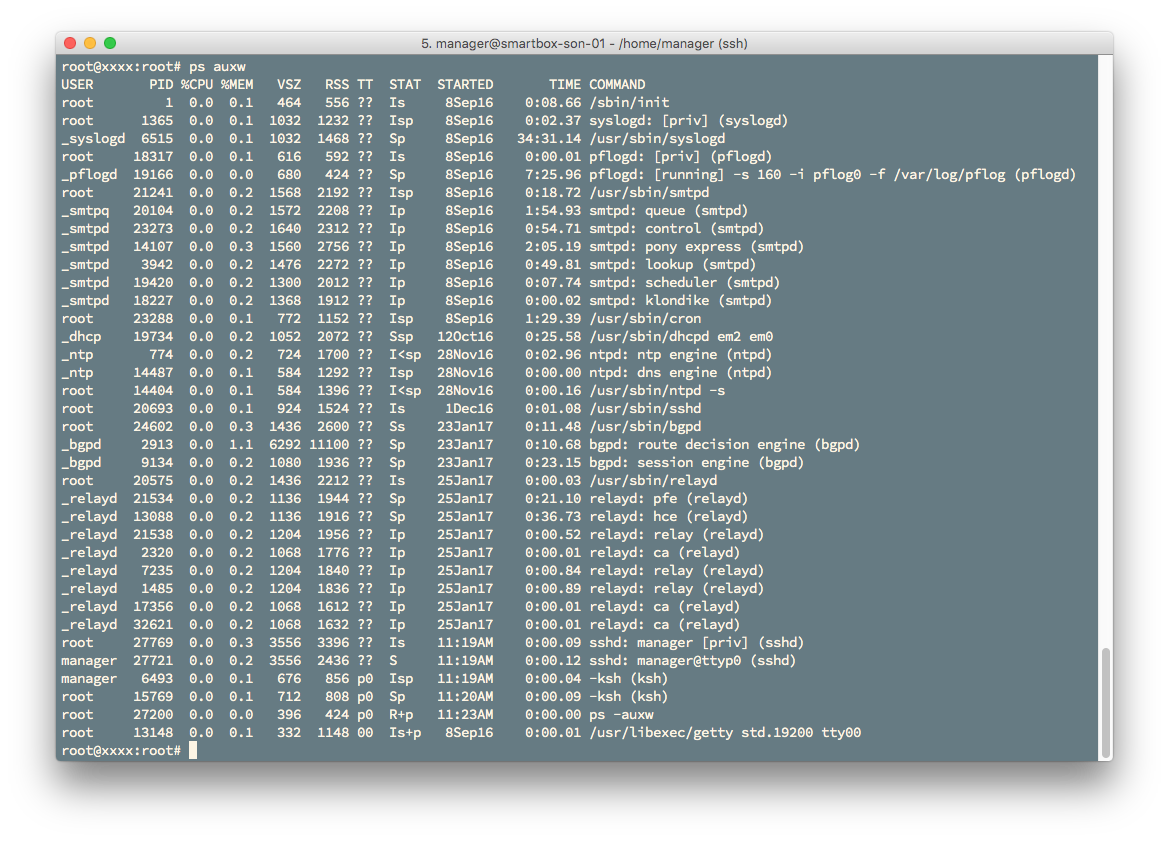 5. manager@smartbox-son-01 - /home/manager (ssh)
root@xxxx:root# ps auxw
USER       PID %CPU %MEM   VSZ   RSS TT  STAT  STARTED       TIME COMMAND
root         1  0.0  0.1   464   556 ??  Is     8Sep16    0:08.66 /sbin/init
root      1365  0.0  0.1  1032  1232 ??  Isp    8Sep16    0:02.37 syslogd: [priv] (syslogd)
_syslogd  6515  0.0  0.1  1032  1468 ??  Sp     8Sep16   34:31.14 /usr/sbin/syslogd
root     18317  0.0  0.1   616   592 ??  Is     8Sep16    0:00.01 pflogd: [priv] (pflogd)
_pflogd  19166  0.0  0.0   680   424 ??  Sp     8Sep16    7:25.96 pflogd: [running] -s 160 -i pflog0 -f /var/log/pflog (pflogd)
root     21241  0.0  0.2  1568  2192 ??  Isp    8Sep16    0:18.72 /usr/sbin/smtpd
_smtpq   20104  0.0  0.2  1572  2208 ??  Ip     8Sep16    1:54.93 smtpd: queue (smtpd)
_smtpd   23273  0.0  0.2  1640  2312 ??  Ip     8Sep16    0:54.71 smtpd: control (smtpd)
_smtpd   14107  0.0  0.3  1560  2756 ??  Ip     8Sep16    2:05.19 smtpd: pony express (smtpd)
_smtpd    3942  0.0  0.2  1476  2272 ??  Ip     8Sep16    0:49.81 smtpd: lookup (smtpd)
_smtpd   19420  0.0  0.2  1300  2012 ??  Ip     8Sep16    0:07.74 smtpd: scheduler (smtpd)
_smtpd   18227  0.0  0.2  1368  1912 ??  Ip     8Sep16    0:00.02 smtpd: klondike (smtpd)
root     23288  0.0  0.1   772  1152 ??  Isp    8Sep16    1:29.39 /usr/sbin/cron
_dhcp    19734  0.0  0.2  1052  2072 ??  Ssp   12Oct16    0:25.58 /usr/sbin/dhcpd em2 em0
_ntp       774  0.0  0.2   724  1700 ??  I<sp  28Nov16    0:02.96 ntpd: ntp engine (ntpd)
_ntp     14487  0.0  0.1   584  1292 ??  Isp   28Nov16    0:00.00 ntpd: dns engine (ntpd)
root     14404  0.0  0.1   584  1396 ??  I<sp  28Nov16    0:00.16 /usr/sbin/ntpd -s
root     20693  0.0  0.1   924  1524 ??  Is     1Dec16    0:01.08 /usr/sbin/sshd
root     24602  0.0  0.3  1436  2600 ??  Ss    23Jan17    0:11.48 /usr/sbin/bgpd
_bgpd     2913  0.0  1.1  6292 11100 ??  Sp    23Jan17    0:10.68 bgpd: route decision engine (bgpd)
_bgpd     9134  0.0  0.2  1080  1936 ??  Sp    23Jan17    0:23.15 bgpd: session engine (bgpd)
root     20575  0.0  0.2  1436  2212 ??  Is    25Jan17    0:00.03 /usr/sbin/relayd
_relayd  21534  0.0  0.2  1136  1944 ??  Sp    25Jan17    0:21.10 relayd: pfe (relayd)
_relayd  13088  0.0  0.2  1136  1916 ??  Sp    25Jan17    0:36.73 relayd: hce (relayd)
_relayd  21538  0.0  0.2  1204  1956 ??  Ip    25Jan17    0:00.52 relayd: relay (relayd)
_relayd   2320  0.0  0.2  1068  1776 ??  Ip    25Jan17    0:00.01 relayd: ca (relayd)
_relayd   7235  0.0  0.2  1204  1840 ??  Ip    25Jan17    0:00.84 relayd: relay (relayd)
_relayd   1485  0.0  0.2  1204  1836 ??  Ip    25Jan17    0:00.89 relayd: relay (relayd)
_relayd  17356  0.0  0.2  1068  1612 ??  Ip    25Jan17    0:00.01 relayd: ca (relayd)
_relayd  32621  0.0  0.2  1068  1632 ??  Ip    25Jan17    0:00.01 relayd: ca (relayd)
root     27769  0.0  0.3  3556  3396 ??  Is    11:19AM    0:00.09 sshd: manager [priv] (sshd)
manager  27721  0.0  0.2  3556  2436 ??  S     11:19AM    0:00.12 sshd: manager@ttyp0 (sshd)
manager   6493  0.0  0.1   676   856 p0  Isp   11:19AM    0:00.04 -ksh (ksh)
root     15769  0.0  0.1   712   808 p0  Sp    11:20AM    0:00.09 -ksh (ksh)
root     27200  0.0  0.0   396   424 p0  R+p   11:23AM    0:00.00 ps -auxw
root     13148  0.0  0.1   332  1148 00  Is+p   8Sep16    0:00.01 /usr/libexec/getty std.19200 tty00
root@xxxx:root#